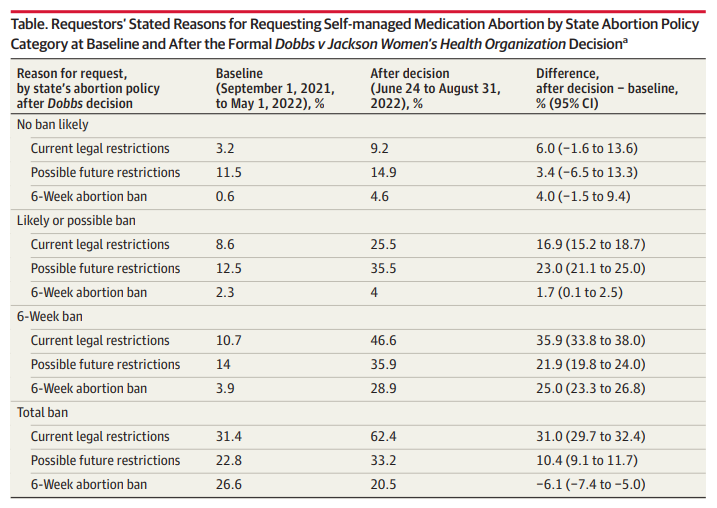 Table. Requestors' Stated Reasons for Requesting Self-managed Medication Abortion by State Abortion Policy
Category at Baseline and After the Formal Dobbs v Jackson Women's Health Organization Decisionᵃ
Reason for request, by state's abortion policy after Dobbs decision | Baseline (September 1, 2021, to May 1, 2022), % | After decision (June 24 to August 31, 2022), % | Difference, after decision − baseline, % (95% CI)
No ban likely
Current legal restrictions 3.2 9.2 6.0 (−1.6 to 13.6)
Possible future restrictions 11.5 14.9 3.4 (−6.5 to 13.3)
6-Week abortion ban 0.6 4.6 4.0 (−1.5 to 9.4)
Likely or possible ban
Current legal restrictions 8.6 25.5 16.9 (15.2 to 18.7)
Possible future restrictions 12.5 35.5 23.0 (21.1 to 25.0)
6-Week abortion ban 2.3 4 1.7 (0.1 to 2.5)
6-Week ban
Current legal restrictions 10.7 46.6 35.9 (33.8 to 38.0)
Possible future restrictions 14 35.9 21.9 (19.8 to 24.0)
6-Week abortion ban 3.9 28.9 25.0 (23.3 to 26.8)
Total ban
Current legal restrictions 31.4 62.4 31.0 (29.7 to 32.4)
Possible future restrictions 22.8 33.2 10.4 (9.1 to 11.7)
6-Week abortion ban 26.6 20.5 −6.1 (−7.4 to −5.0)